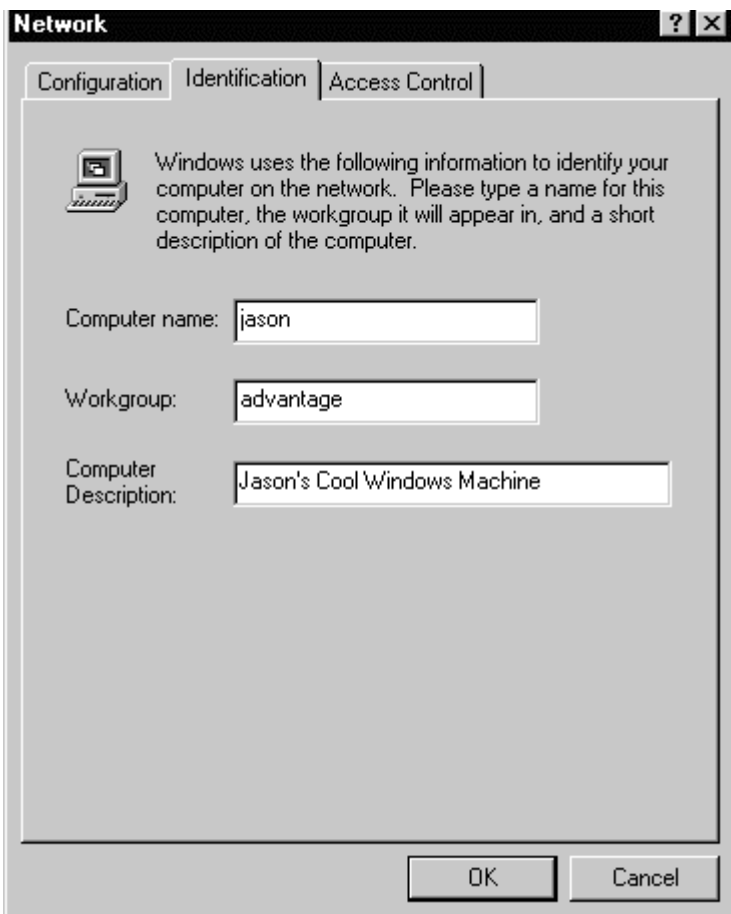 Network
Configuration Identification Access Control
Windows uses the following information to identify your
computer on the network. Please type a name for this
computer, the workgroup it will appear in, and a short
description of the computer.
Computer name: jason
Workgroup: advantage
Computer
Description: Jason's Cool Windows Machine
OK Cancel